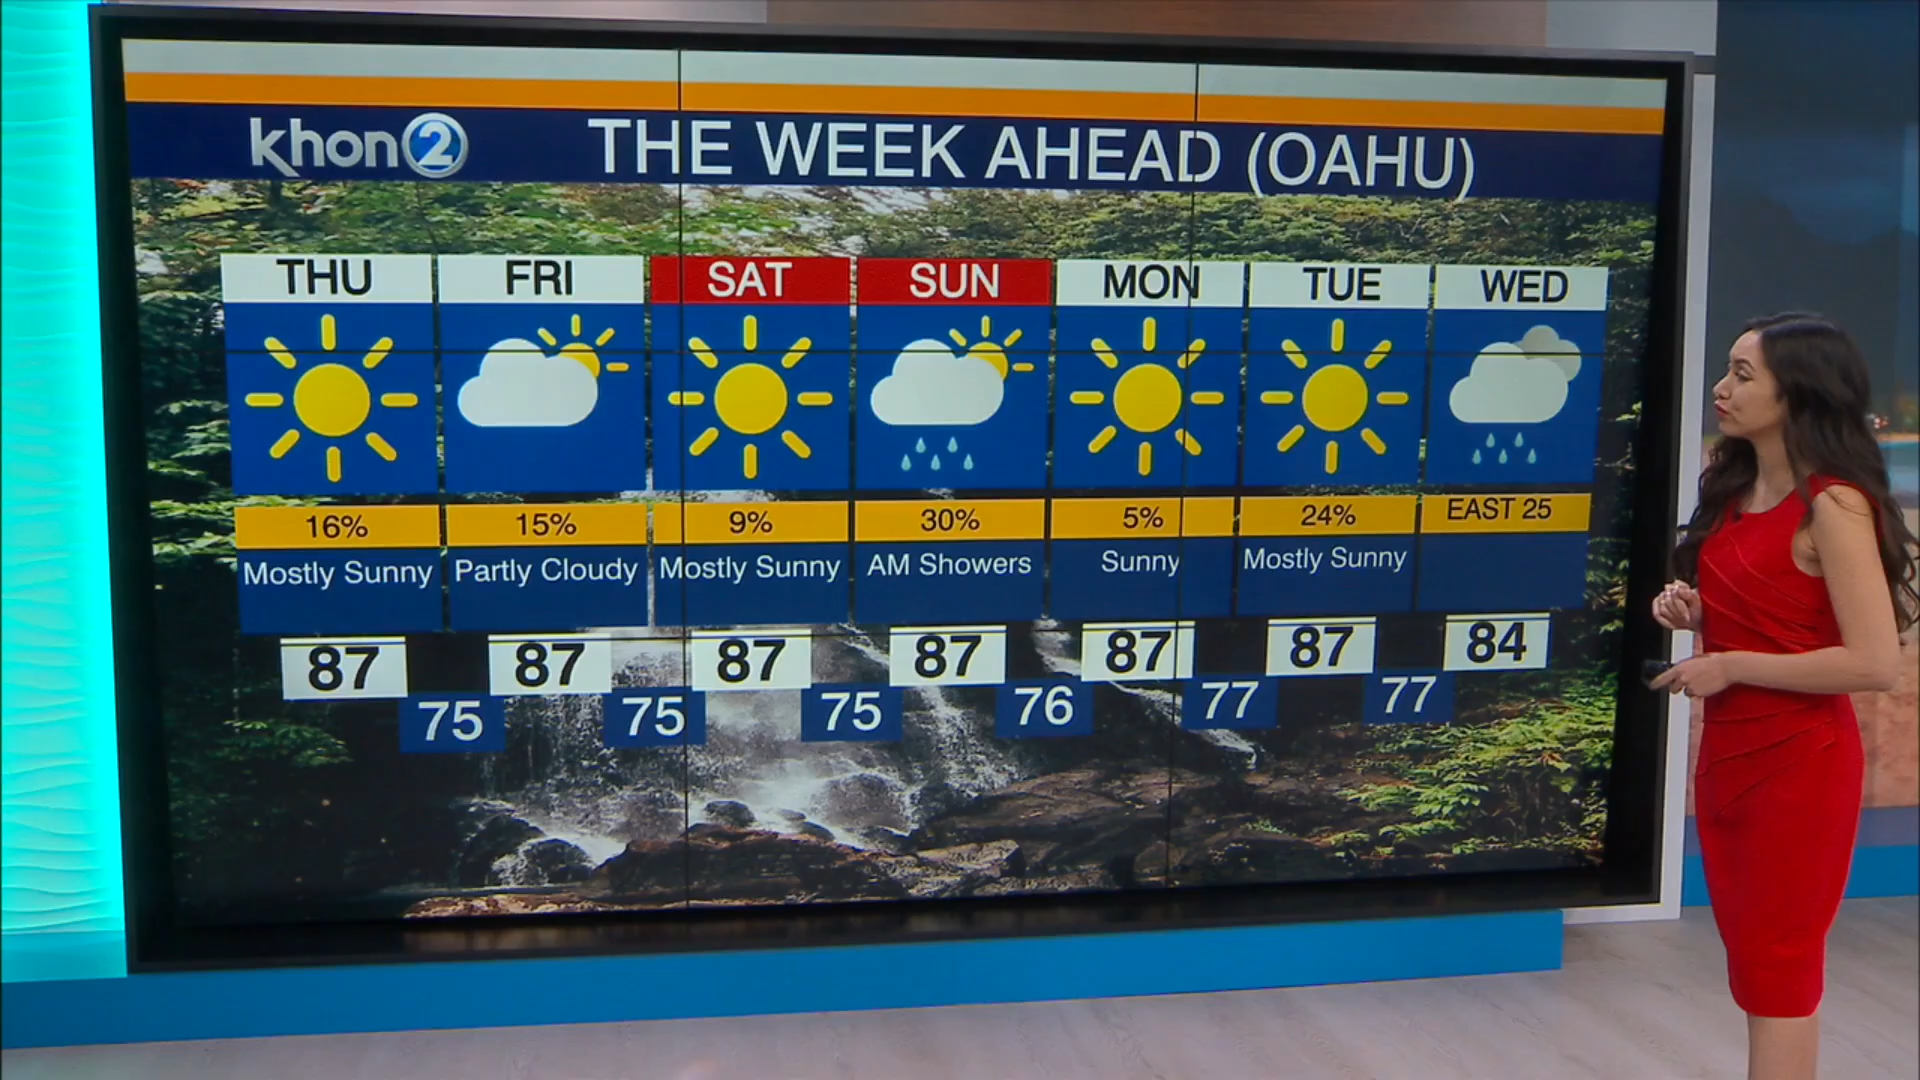 khon2 THE WEEK AHEAD (OAHU)
THU FRI SAT SUN MON TUE WED
16% 15% 9% 30% 5% 24% EAST 25
Mostly Sunny Partly Cloudy Mostly Sunny AM Showers Sunny Mostly Sunny
87 87 87 87 87 87 84
75 75 75 76 77 77